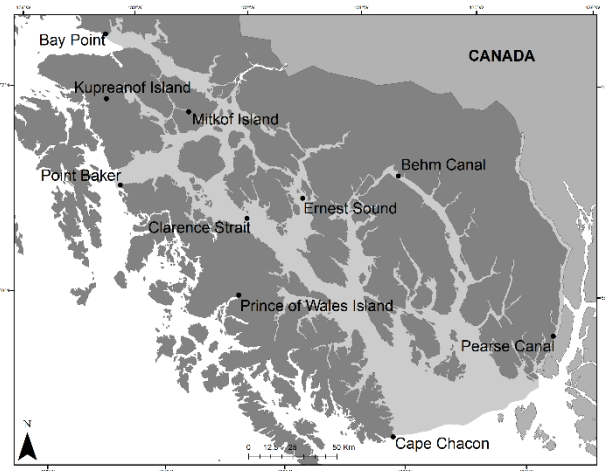 CANADA
Bay Point
Kupreanof Island
Mitkof Island
Behm Canal
Point Baker
Ernest Sound
Clarence Strait
Prince of Wales Island
Pearse Canal
Cape Chacon
N
0 12.5 25 50 Km